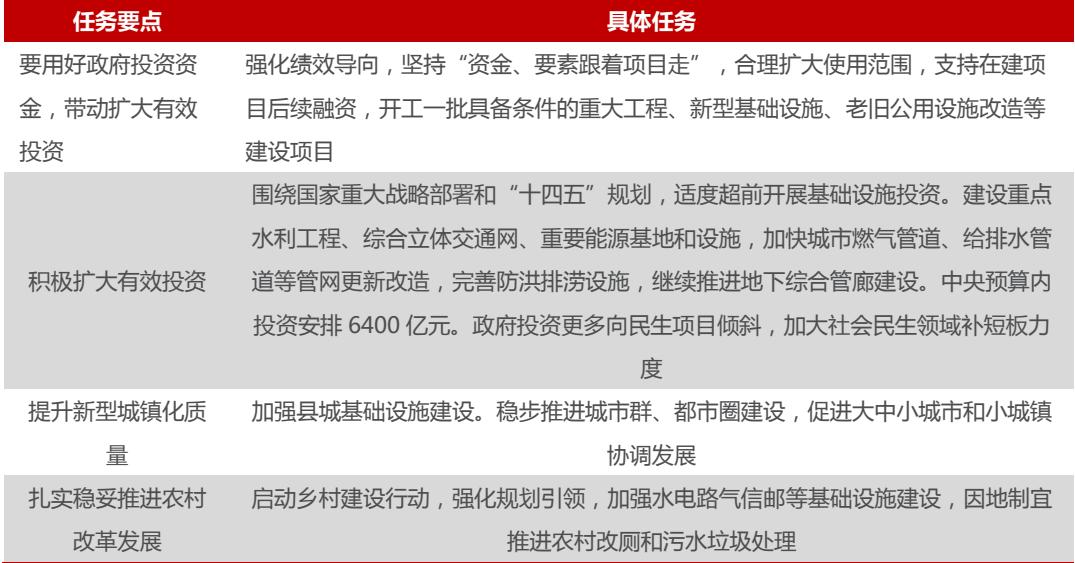 任务要点 具体任务
要用好政府投资资 强化绩效导向，坚持“资金、要素跟着项目走”，合理扩大使用范围，支持在建项
金，带动扩大有效 目后续融资，开工一批具备条件的重大工程、新型基础设施、老旧公用设施改造等
投资 建设项目
围绕国家重大战略部署和“十四五”规划，适度超前开展基础设施投资。建设重点
水利工程、综合立体交通网、重要能源基地和设施，加快城市燃气管道、给排水管
积极扩大有效投资 道等管网更新改造，完善防洪排涝设施，继续推进地下综合管廊建设。中央预算内
投资安排 6400 亿元。政府投资更多向民生项目倾斜，加大社会民生领域补短板力
度
提升新型城镇化质 加强县城基础设施建设。稳步推进城市群、都市圈建设，促进大中小城市和小城镇
量 协调发展
扎实稳妥推进农村 启动乡村建设行动，强化规划引领，加强水电路气信邮等基础设施建设，因地制宜
改革发展 推进农村改厕和污水垃圾处理